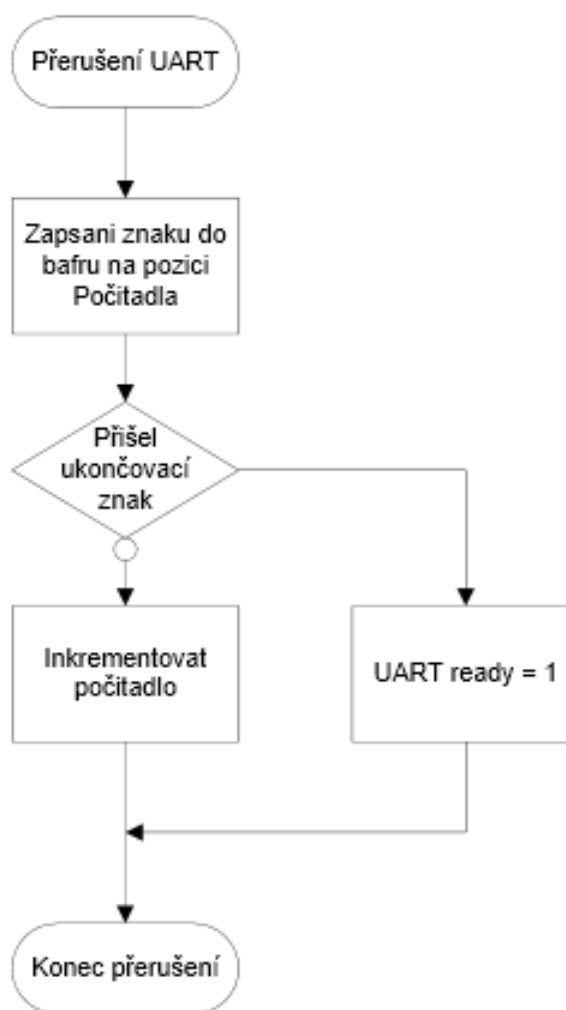 Přerušení UART
Zapsani znaku do
bafru na pozici
Počitadla
Přišel
ukončovací
znak
Inkrementovat
počitadlo
UART ready = 1
Konec přerušení